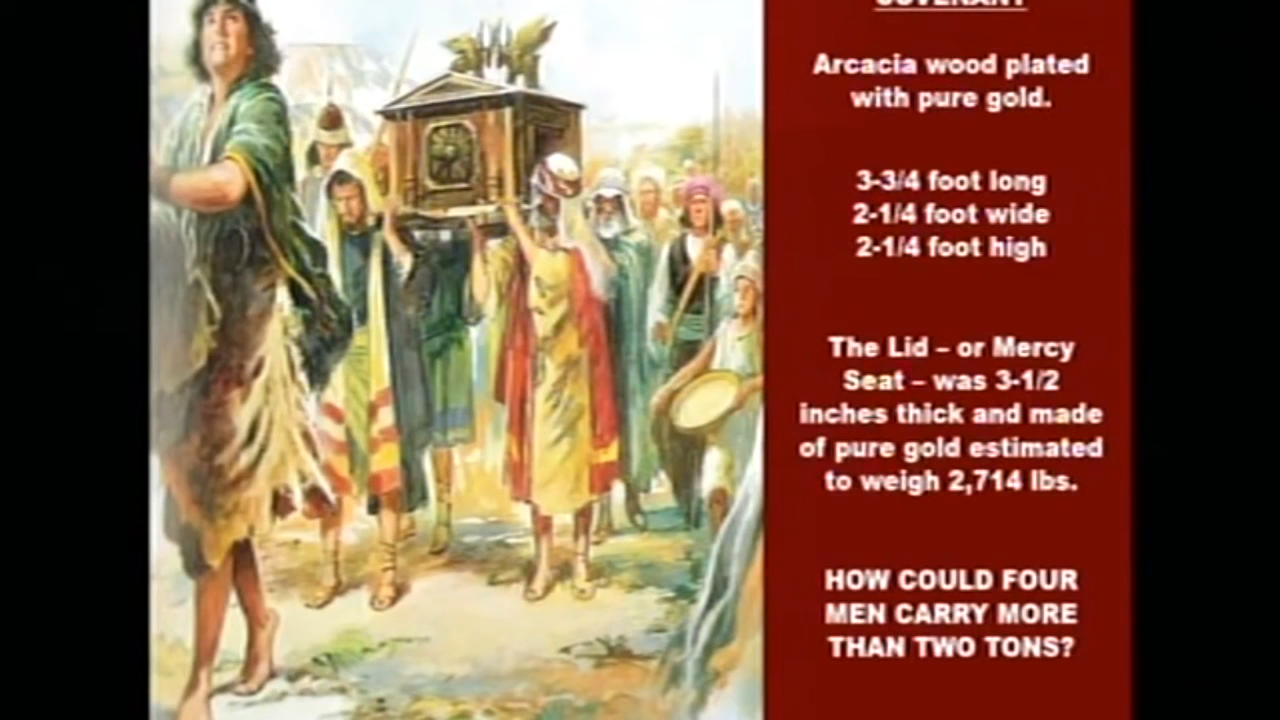 COVENANT
Arcacia wood plated
with pure gold.
3-3/4 foot long
2-1/4 foot wide
2-1/4 foot high
The Lid – or Mercy
Seat – was 3-1/2
inches thick and made
of pure gold estimated
to weigh 2,714 lbs.
HOW COULD FOUR
MEN CARRY MORE
THAN TWO TONS?